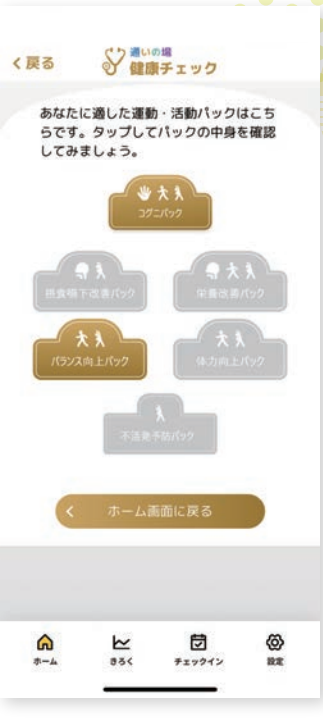 戻る
通いの場
健康チェック
あなたに適した運動・活動パックはこち
らです。タップしてパックの中身を確認
してみましょう。
コグニパック
摂食嚥下改善パック
栄養改善パック
バランス向上パック
体力向上パック
不活発予防パック
ホーム画面に戻る
ホーム
きろく
チェックイン
設定